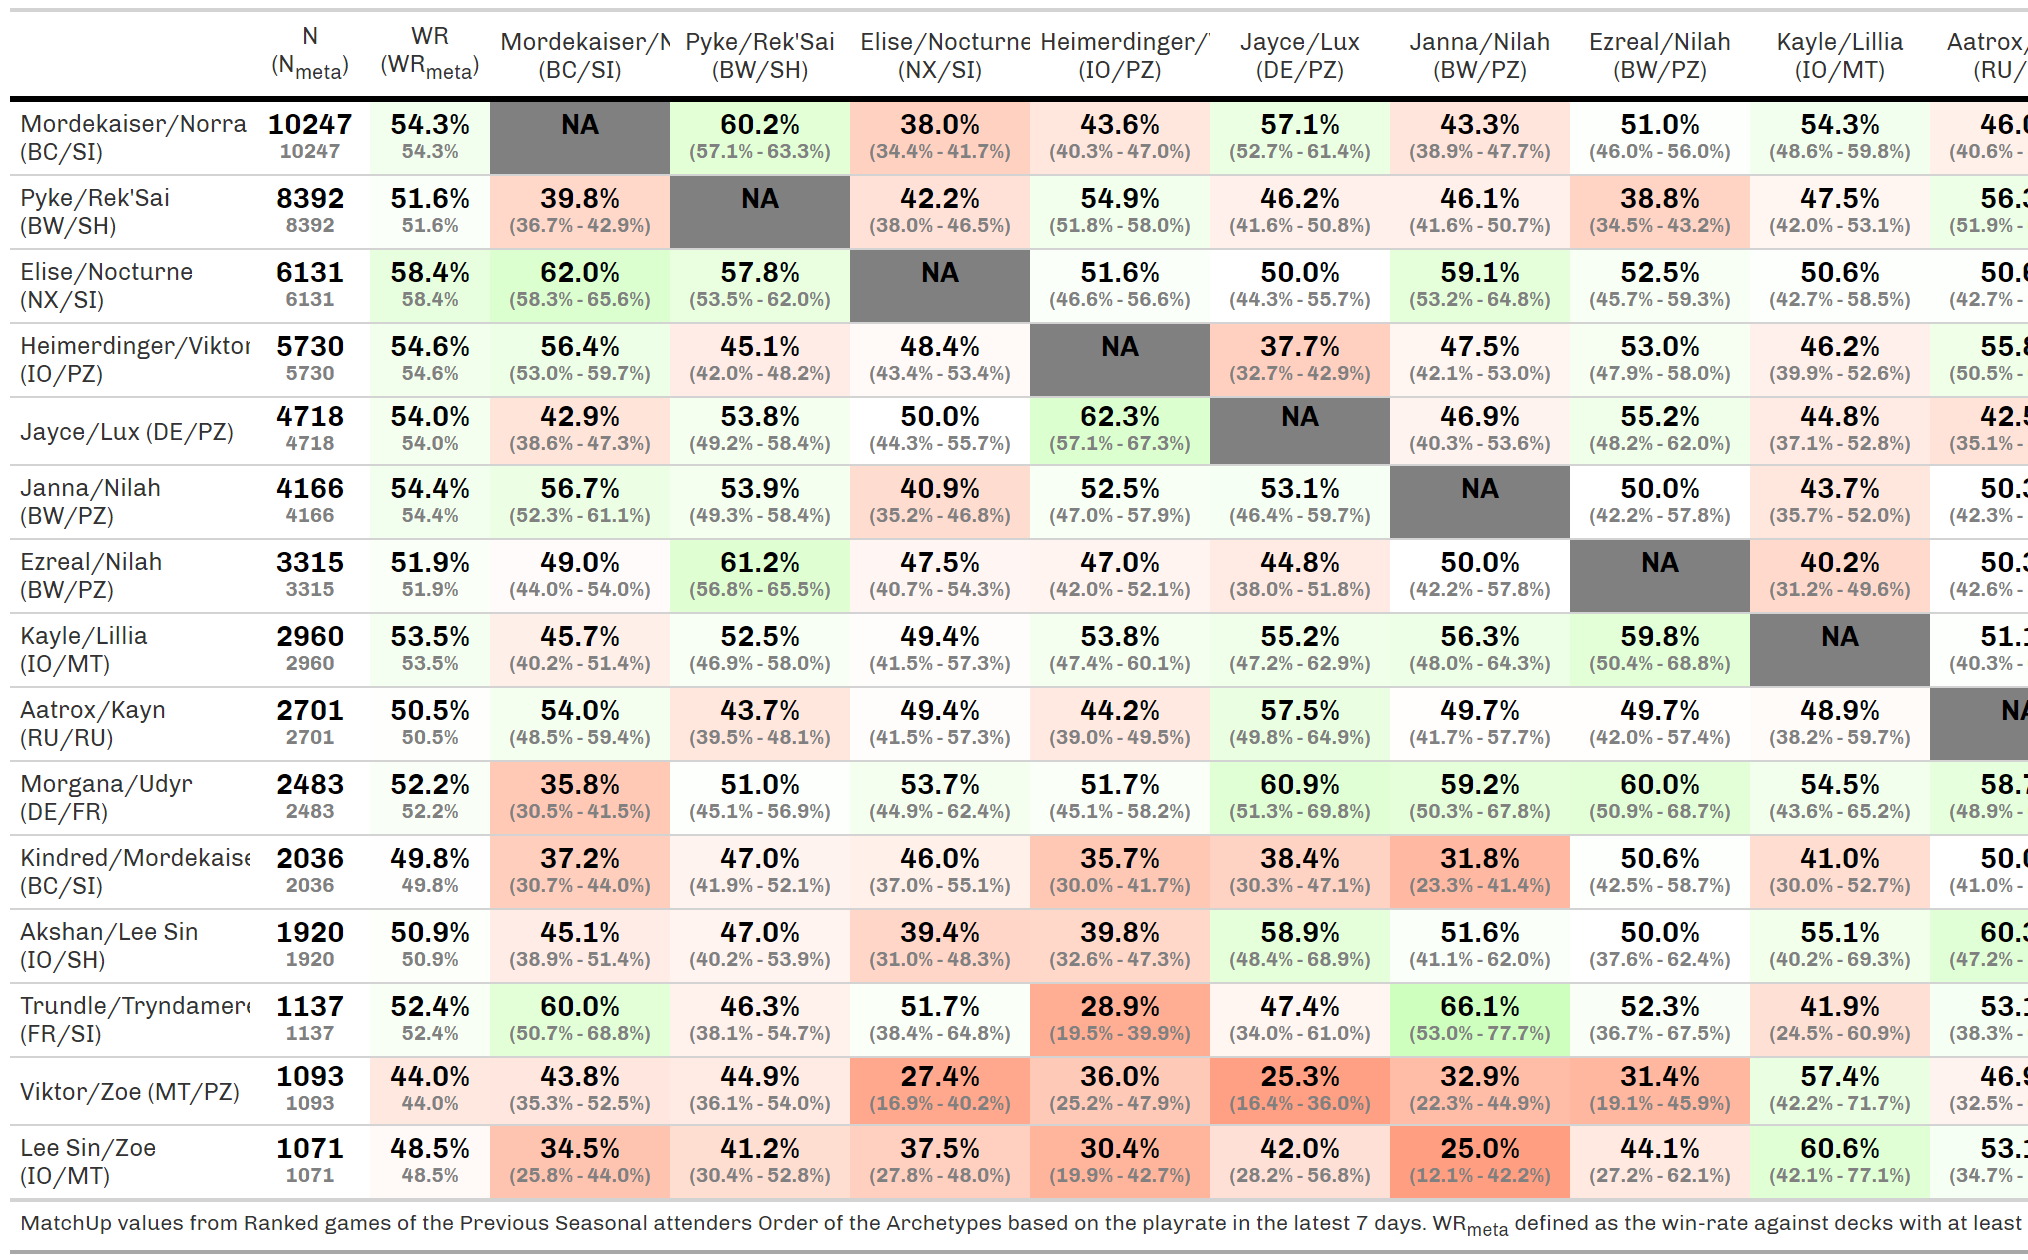 N WR Mordekaiser/N Pyke/Rek'Sai Elise/Nocturne Heimerdinger/ Jayce/Lux Janna/Nilah Ezreal/Nilah Kayle/Lillia Aatrox/
(Nmeta) (WRmeta) (BC/SI) (BW/SH) (NX/SI) (IO/PZ) (DE/PZ) (BW/PZ) (BW/PZ) (IO/MT) (RU/
Mordekaiser/Norra 10247 54.3% NA 60.2% 38.0% 43.6% 57.1% 43.3% 51.0% 54.3% 46.0
(BC/SI) 10247 54.3% (57.1% - 63.3%) (34.4% - 41.7%) (40.3% - 47.0%) (52.7% - 61.4%) (38.9% - 47.7%) (46.0% - 56.0%) (48.6% - 59.8%) (40.6% -
Pyke/Rek'Sai 8392 51.6% 39.8% NA 42.2% 54.9% 46.2% 46.1% 38.8% 47.5% 56.3
(BW/SH) 8392 51.6% (36.7% - 42.9%) (38.0% - 46.5%) (51.8% - 58.0%) (41.6% - 50.8%) (41.6% - 50.7%) (34.5% - 43.2%) (42.0% - 53.1%) (51.9% -
Elise/Nocturne 6131 58.4% 62.0% 57.8% NA 51.6% 50.0% 59.1% 52.5% 50.6% 50.6
(NX/SI) 6131 58.4% (58.3% - 65.6%) (53.5% - 62.0%) (46.6% - 56.6%) (44.3% - 55.7%) (53.2% - 64.8%) (45.7% - 59.3%) (42.7% - 58.5%) (42.7% -
Heimerdinger/Viktor 5730 54.6% 56.4% 45.1% 48.4% NA 37.7% 47.5% 53.0% 46.2% 55.8
(IO/PZ) 5730 54.6% (53.0% - 59.7%) (42.0% - 48.2%) (43.4% - 53.4%) (32.7% - 42.9%) (42.1% - 53.0%) (47.9% - 58.0%) (39.9% - 52.6%) (50.5% -
Jayce/Lux (DE/PZ) 4718 54.0% 42.9% 53.8% 50.0% 62.3% NA 46.9% 55.2% 44.8% 42.5
4718 54.0% (38.6% - 47.3%) (49.2% - 58.4%) (44.3% - 55.7%) (57.1% - 67.3%) (40.3% - 53.6%) (48.2% - 62.0%) (37.1% - 52.8%) (35.1% -
Janna/Nilah 4166 54.4% 56.7% 53.9% 40.9% 52.5% 53.1% NA 50.0% 43.7% 50.3
(BW/PZ) 4166 54.4% (52.3% - 61.1%) (49.3% - 58.4%) (35.2% - 46.8%) (47.0% - 57.9%) (46.4% - 59.7%) (42.2% - 57.8%) (35.7% - 52.0%) (42.3% -
Ezreal/Nilah 3315 51.9% 49.0% 61.2% 47.5% 47.0% 44.8% 50.0% NA 40.2% 50.3
(BW/PZ) 3315 51.9% (44.0% - 54.0%) (56.8% - 65.5%) (40.7% - 54.3%) (42.0% - 52.1%) (38.0% - 51.8%) (42.2% - 57.8%) (31.2% - 49.6%) (42.6% -
Kayle/Lillia 2960 53.5% 45.7% 52.5% 49.4% 53.8% 55.2% 56.3% 59.8% NA 51.1
(IO/MT) 2960 53.5% (40.2% - 51.4%) (46.9% - 58.0%) (41.5% - 57.3%) (47.4% - 60.1%) (47.2% - 62.9%) (48.0% - 64.3%) (50.4% - 68.8%) (40.3% -
Aatrox/Kayn 2701 50.5% 54.0% 43.7% 49.4% 44.2% 57.5% 49.7% 49.7% 48.9% NA
(RU/RU) 2701 50.5% (48.5% - 59.4%) (39.5% - 48.1%) (41.5% - 57.3%) (39.0% - 49.5%) (49.8% - 64.9%) (41.7% - 57.7%) (42.0% - 57.4%) (38.2% - 59.7%)
Morgana/Udyr 2483 52.2% 35.8% 51.0% 53.7% 51.7% 60.9% 59.2% 60.0% 54.5% 58.7
(DE/FR) 2483 52.2% (30.5% - 41.5%) (45.1% - 56.9%) (44.9% - 62.4%) (45.1% - 58.2%) (51.3% - 69.8%) (50.3% - 67.8%) (50.9% - 68.7%) (43.6% - 65.2%) (48.9% -
Kindred/Mordekaise 2036 49.8% 37.2% 47.0% 46.0% 35.7% 38.4% 31.8% 50.6% 41.0% 50.0
(BC/SI) 2036 49.8% (30.7% - 44.0%) (41.9% - 52.1%) (37.0% - 55.1%) (30.0% - 41.7%) (30.3% - 47.1%) (23.3% - 41.4%) (42.5% - 58.7%) (30.0% - 52.7%) (41.0% -
Akshan/Lee Sin 1920 50.9% 45.1% 47.0% 39.4% 39.8% 58.9% 51.6% 50.0% 55.1% 60.3
(IO/SH) 1920 50.9% (38.9% - 51.4%) (40.2% - 53.9%) (31.0% - 48.3%) (32.6% - 47.3%) (48.4% - 68.9%) (41.1% - 62.0%) (37.6% - 62.4%) (40.2% - 69.3%) (47.2% -
Trundle/Tryndamere 1137 52.4% 60.0% 46.3% 51.7% 28.9% 47.4% 66.1% 52.3% 41.9% 53.1
(FR/SI) 1137 52.4% (50.7% - 68.8%) (38.1% - 54.7%) (38.4% - 64.8%) (19.5% - 39.9%) (34.0% - 61.0%) (53.0% - 77.7%) (36.7% - 67.5%) (24.5% - 60.9%) (38.3% -
Viktor/Zoe (MT/PZ) 1093 44.0% 43.8% 44.9% 27.4% 36.0% 25.3% 32.9% 31.4% 57.4% 46.9
1093 44.0% (35.3% - 52.5%) (36.1% - 54.0%) (16.9% - 40.2%) (25.2% - 47.9%) (16.4% - 36.0%) (22.3% - 44.9%) (19.1% - 45.9%) (42.2% - 71.7%) (32.5% -
Lee Sin/Zoe 1071 48.5% 34.5% 41.2% 37.5% 30.4% 42.0% 25.0% 44.1% 60.6% 53.1
(IO/MT) 1071 48.5% (25.8% - 44.0%) (30.4% - 52.8%) (27.8% - 48.0%) (19.9% - 42.7%) (28.2% - 56.8%) (12.1% - 42.2%) (27.2% - 62.1%) (42.1% - 77.1%) (34.7% -
MatchUp values from Ranked games of the Previous Seasonal attenders Order of the Archetypes based on the playrate in the latest 7 days. WRmeta defined as the win-rate against decks with at least